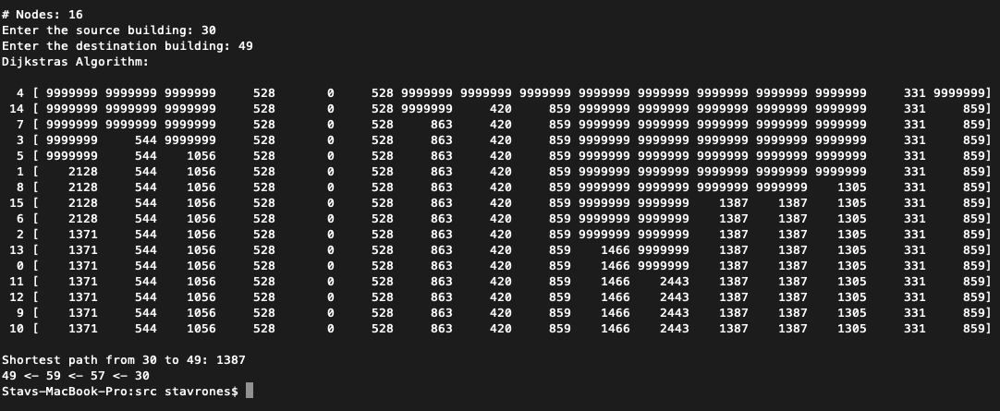 # Nodes: 16
Enter the source building: 30
Enter the destination building: 49
Dijkstras Algorithm:
4 [ 9999999 9999999 9999999 528 0 528 9999999 9999999 9999999 9999999 9999999 9999999 9999999 9999999 331 9999999]
14 [ 9999999 9999999 9999999 528 0 528 9999999 420 859 9999999 9999999 9999999 9999999 9999999 331 859]
7 [ 9999999 9999999 9999999 528 0 528 863 420 859 9999999 9999999 9999999 9999999 9999999 331 859]
3 [ 9999999 544 9999999 528 0 528 863 420 859 9999999 9999999 9999999 9999999 9999999 331 859]
5 [ 9999999 544 1056 528 0 528 863 420 859 9999999 9999999 9999999 9999999 9999999 331 859]
1 [ 2128 544 1056 528 0 528 863 420 859 9999999 9999999 9999999 9999999 9999999 331 859]
8 [ 2128 544 1056 528 0 528 863 420 859 9999999 9999999 9999999 9999999 1305 331 859]
15 [ 2128 544 1056 528 0 528 863 420 859 9999999 9999999 1387 1387 1305 331 859]
6 [ 2128 544 1056 528 0 528 863 420 859 9999999 9999999 1387 1387 1305 331 859]
2 [ 1371 544 1056 528 0 528 863 420 859 9999999 9999999 1387 1387 1305 331 859]
13 [ 1371 544 1056 528 0 528 863 420 859 1466 9999999 1387 1387 1305 331 859]
0 [ 1371 544 1056 528 0 528 863 420 859 1466 9999999 1387 1387 1305 331 859]
11 [ 1371 544 1056 528 0 528 863 420 859 1466 2443 1387 1387 1305 331 859]
12 [ 1371 544 1056 528 0 528 863 420 859 1466 2443 1387 1387 1305 331 859]
9 [ 1371 544 1056 528 0 528 863 420 859 1466 2443 1387 1387 1305 331 859]
10 [ 1371 544 1056 528 0 528 863 420 859 1466 2443 1387 1387 1305 331 859]
Shortest path from 30 to 49: 1387
49 <- 59 <- 57 <- 30
Stavs-MacBook-Pro:src stavrones$